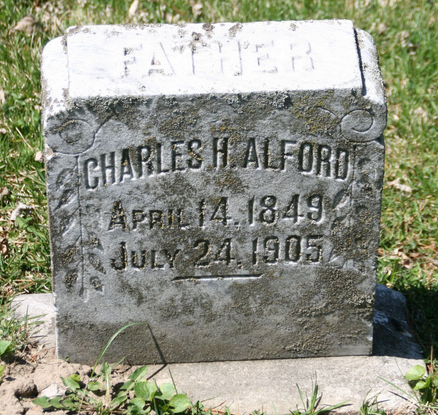 FATHER
CHARLES H. ALFORD
APRIL 14, 1849
JULY 24, 1905